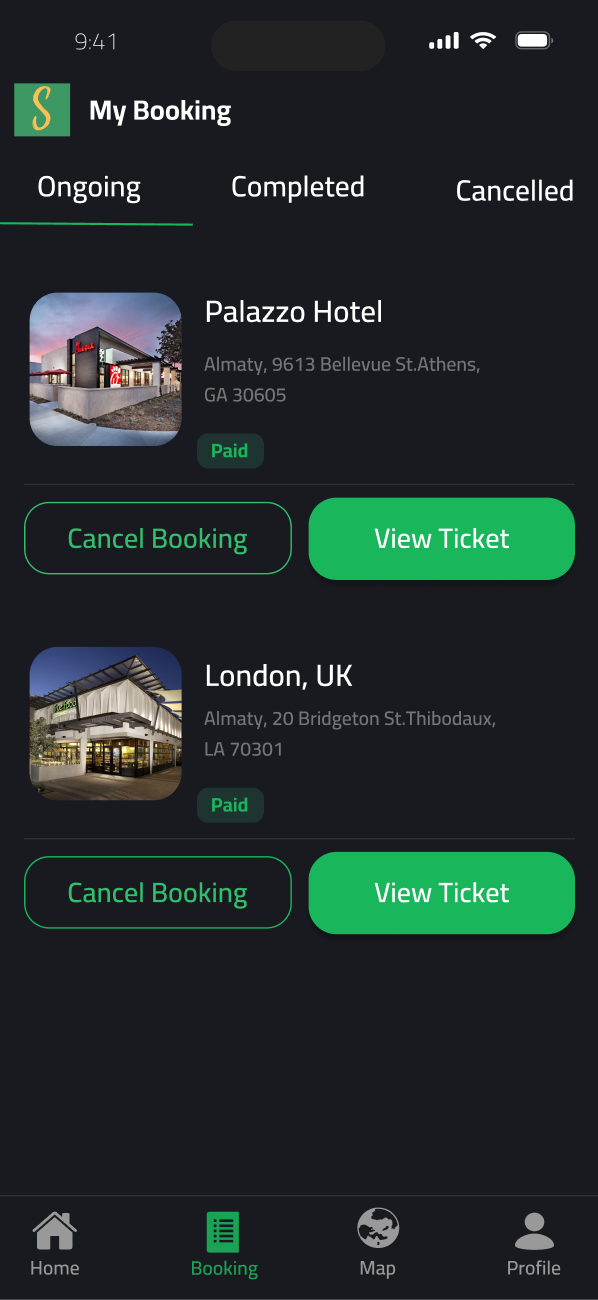 9:41
S
My Booking
Ongoing
Completed
Cancelled
Palazzo Hotel
Almaty, 9613 Bellevue St.Athens,
GA 30605
Paid
Cancel Booking
View Ticket
London, UK
Almaty, 20 Bridgeton St.Thibodaux,
LA 70301
Paid
Cancel Booking
View Ticket
Home
Booking
Map
Profile